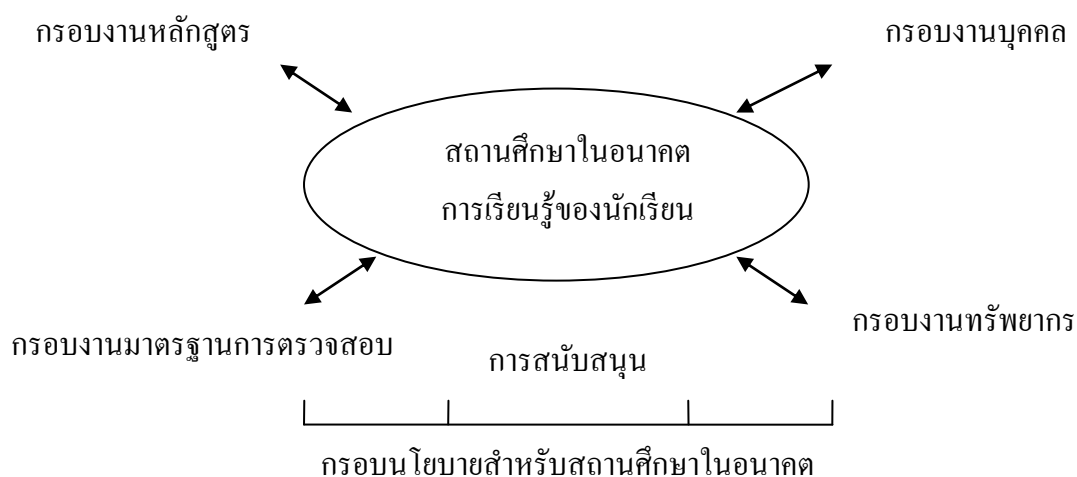 กรอบงานหลักสูตร
กรอบงานบุคคล
สถานศึกษาในอนาคต
การเรียนรู้ของนักเรียน
กรอบงานทรัพยากร
กรอบงานมาตรฐานการตรวจสอบ
การสนับสนุน
กรอบนโยบายสำหรับสถานศึกษาในอนาคต